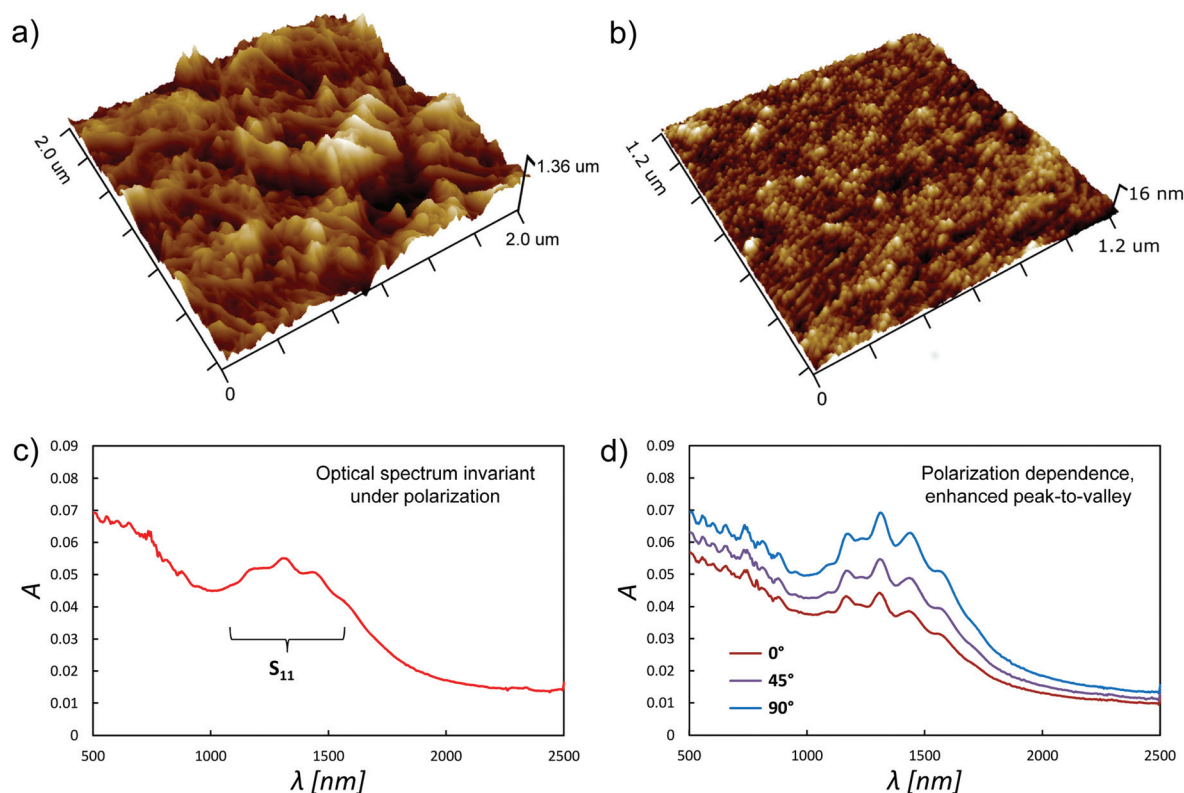 a)
2.0 um
1.36 um
2.0 um
0
b)
1.2 um
16 nm
1.2 um
0
c)
Optical spectrum invariant
under polarization
0.09
0.08
0.07
0.06
0.05
0.04
0.03
0.02
0.01
0
A
S11
500
1000
1500
2000
2500
λ [nm]
d)
Polarization dependence,
enhanced peak-to-valley
0.09
0.08
0.07
0.06
0.05
0.04
0.03
0.02
0.01
0
A
0°
45°
90°
500
1000
1500
2000
2500
λ [nm]